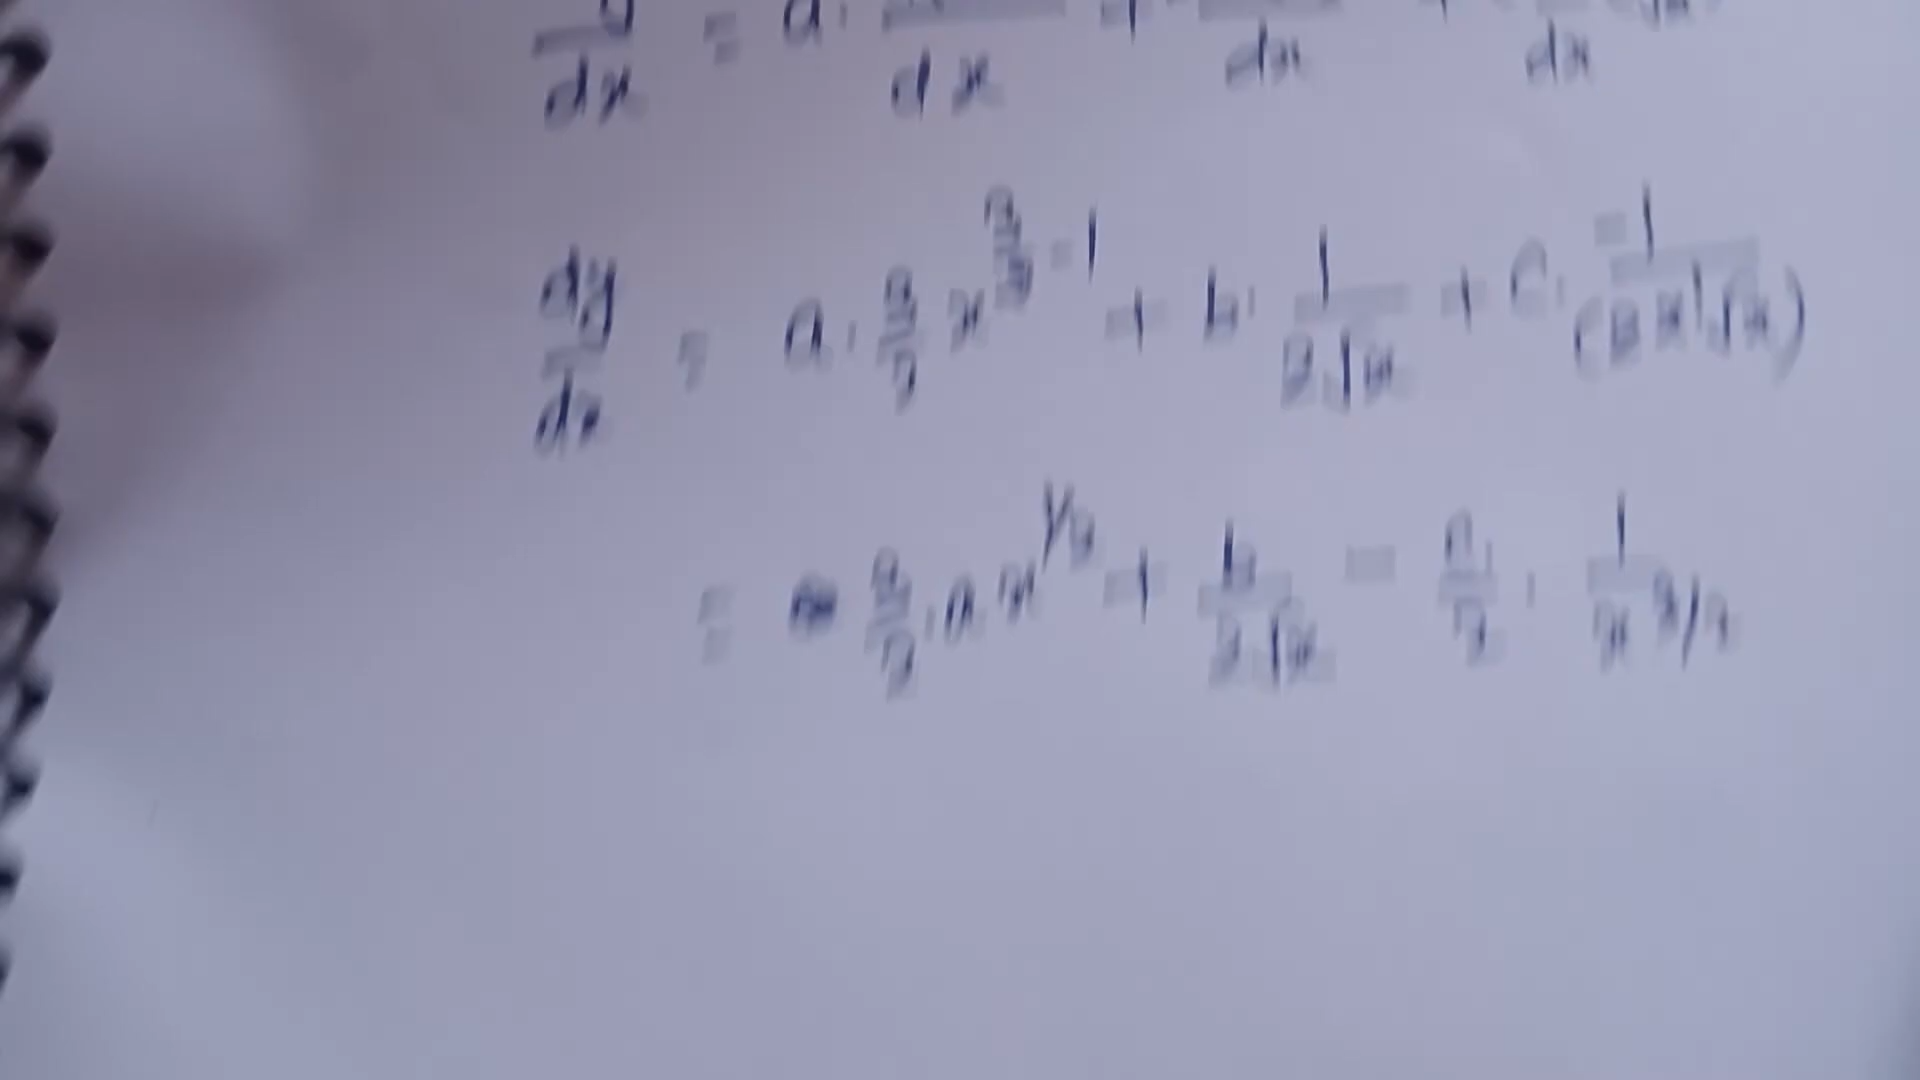 dy/dx = a. /dx + /dx + /dx
dy/dx = a. 3/2 x^(3/2 - 1) + b. 1/(2√x) + c. -1/(2x√x)
= 3/2 . a x^(1/2) + b/(2√x) - c/2 . 1/x^(3/2)